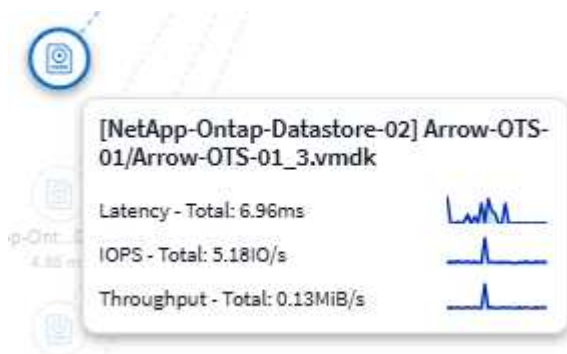 [NetApp-Ontap-Datastore-02] Arrow-OTS-
01/Arrow-OTS-01_3.vmdk
Latency - Total: 6.96ms
IOPS - Total: 5.18IO/s
Throughput - Total: 0.13MiB/s